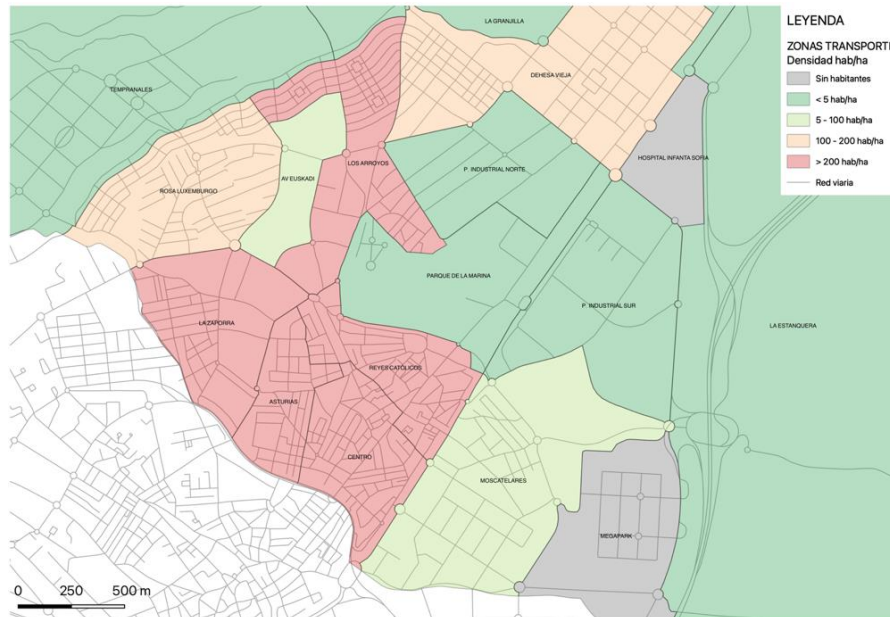 LA GRANJILLA
LEYENDA
ZONAS TRANSPORTE
Densidad hab/ha
Sin habitantes
< 5 hab/ha
5 - 100 hab/ha
100 - 200 hab/ha
> 200 hab/ha
Red viaria
TEMPRANALES
DEHESA VIEJA
HOSPITAL INFANTA SOFIA
LOS ARROYOS
P. INDUSTRIAL NORTE
AV EUSKADI
ROSA LUXEMBURGO
PARQUE DE LA MARINA
P. INDUSTRIAL SUR
LA ZAPORRA
LA ESTANQUERA
REYES CATÓLICOS
ASTURIAS
CENTRO
MOSCATELARES
MEGAPARK
0 250 500 m